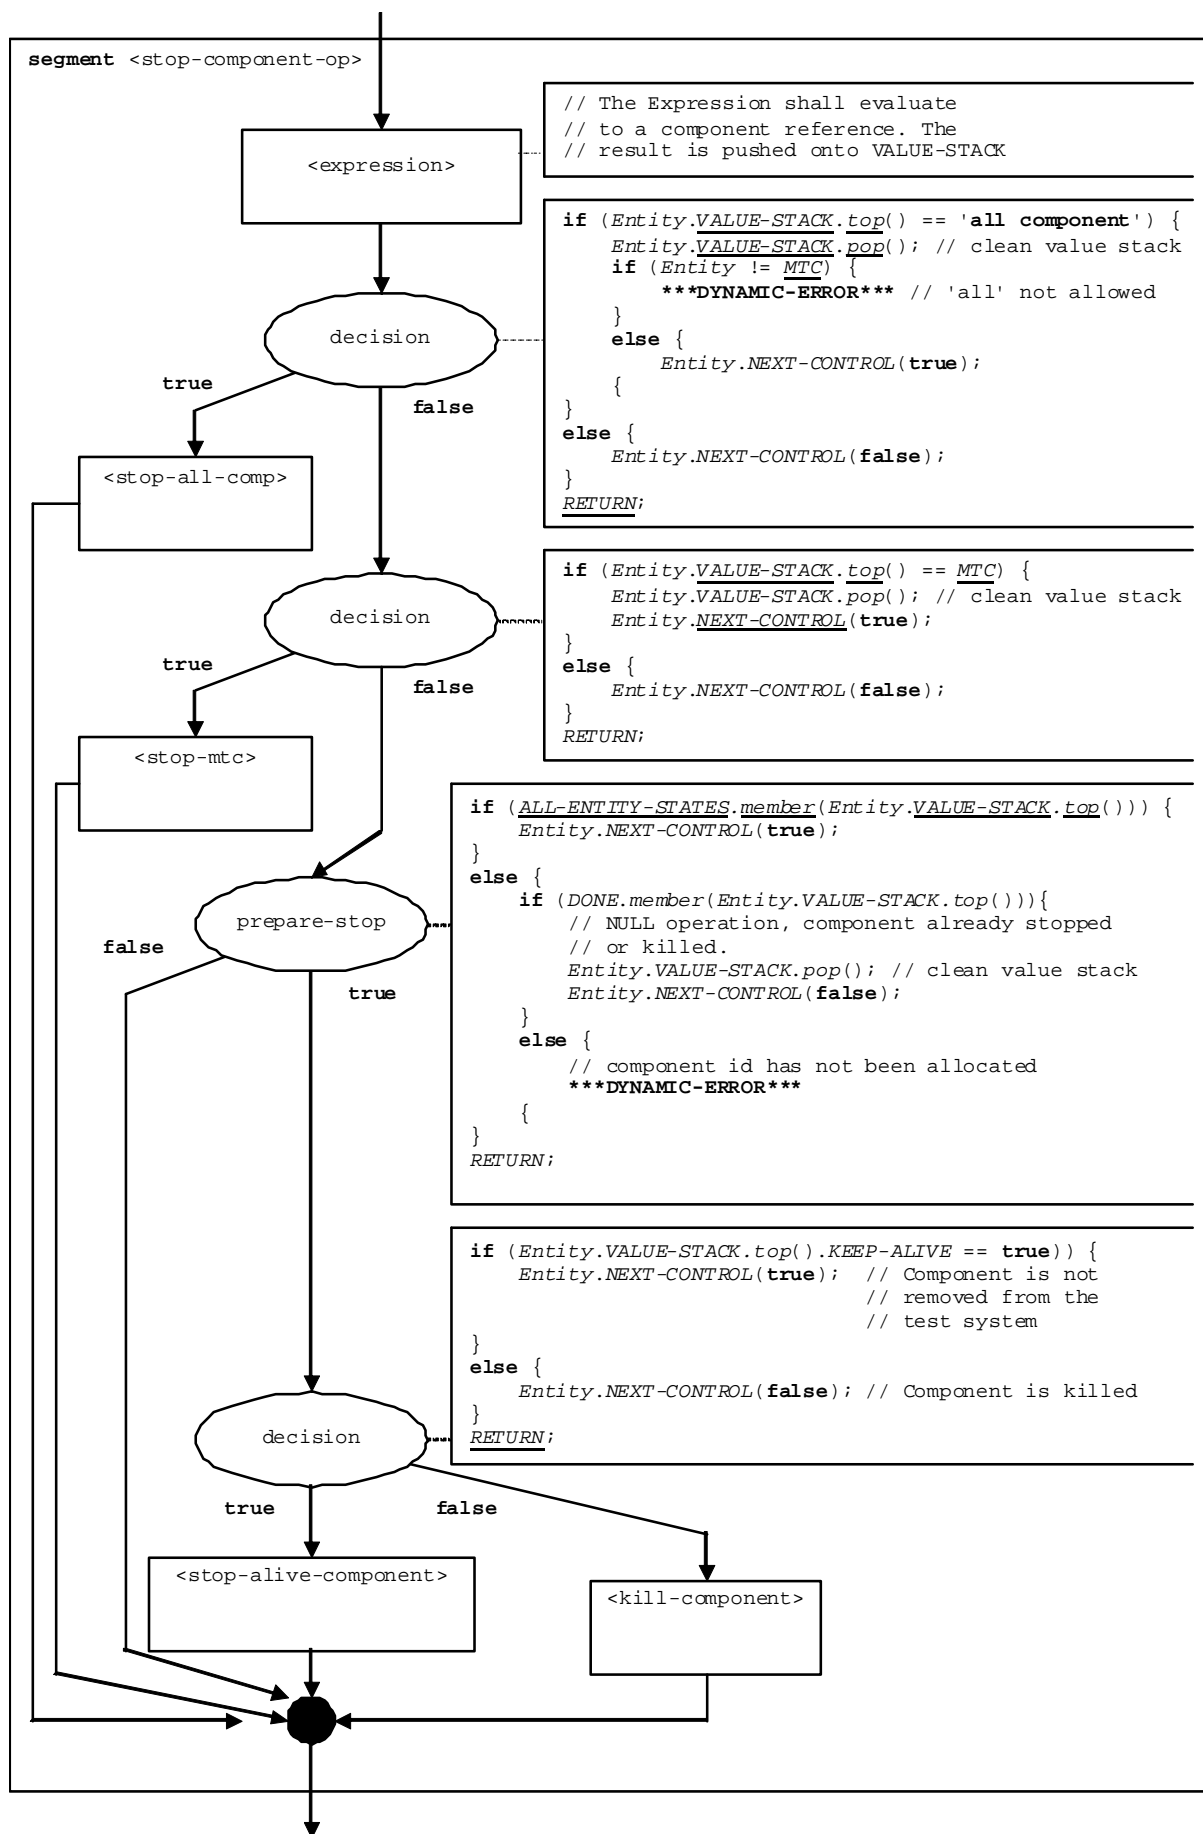 segment <stop-component-op>
// The Expression shall evaluate
// to a component reference. The
// result is pushed onto VALUE-STACK
<expression>
if (Entity.VALUE-STACK.top() == 'all component') {
Entity.VALUE-STACK.pop(); // clean value stack
if (Entity != MTC) {
***DYNAMIC-ERROR*** // 'all' not allowed
}
else {
Entity.NEXT-CONTROL(true);
{
}
else {
Entity.NEXT-CONTROL(false);
}
RETURN;
decision
true
false
<stop-all-comp>
if (Entity.VALUE-STACK.top() == MTC) {
Entity.VALUE-STACK.pop(); // clean value stack
Entity.NEXT-CONTROL(true);
}
else {
Entity.NEXT-CONTROL(false);
}
RETURN;
decision
true
false
<stop-mtc>
if (ALL-ENTITY-STATES.member(Entity.VALUE-STACK.top())) {
Entity.NEXT-CONTROL(true);
}
else {
if (DONE.member(Entity.VALUE-STACK.top())){
// NULL operation, component already stopped
// or killed.
Entity.VALUE-STACK.pop(); // clean value stack
Entity.NEXT-CONTROL(false);
}
else {
// component id has not been allocated
***DYNAMIC-ERROR***
{
}
RETURN;
prepare-stop
false
true
if (Entity.VALUE-STACK.top().KEEP-ALIVE == true)) {
Entity.NEXT-CONTROL(true); // Component is not
// removed from the
// test system
}
else {
Entity.NEXT-CONTROL(false); // Component is killed
}
RETURN;
decision
true
false
<stop-alive-component>
<kill-component>